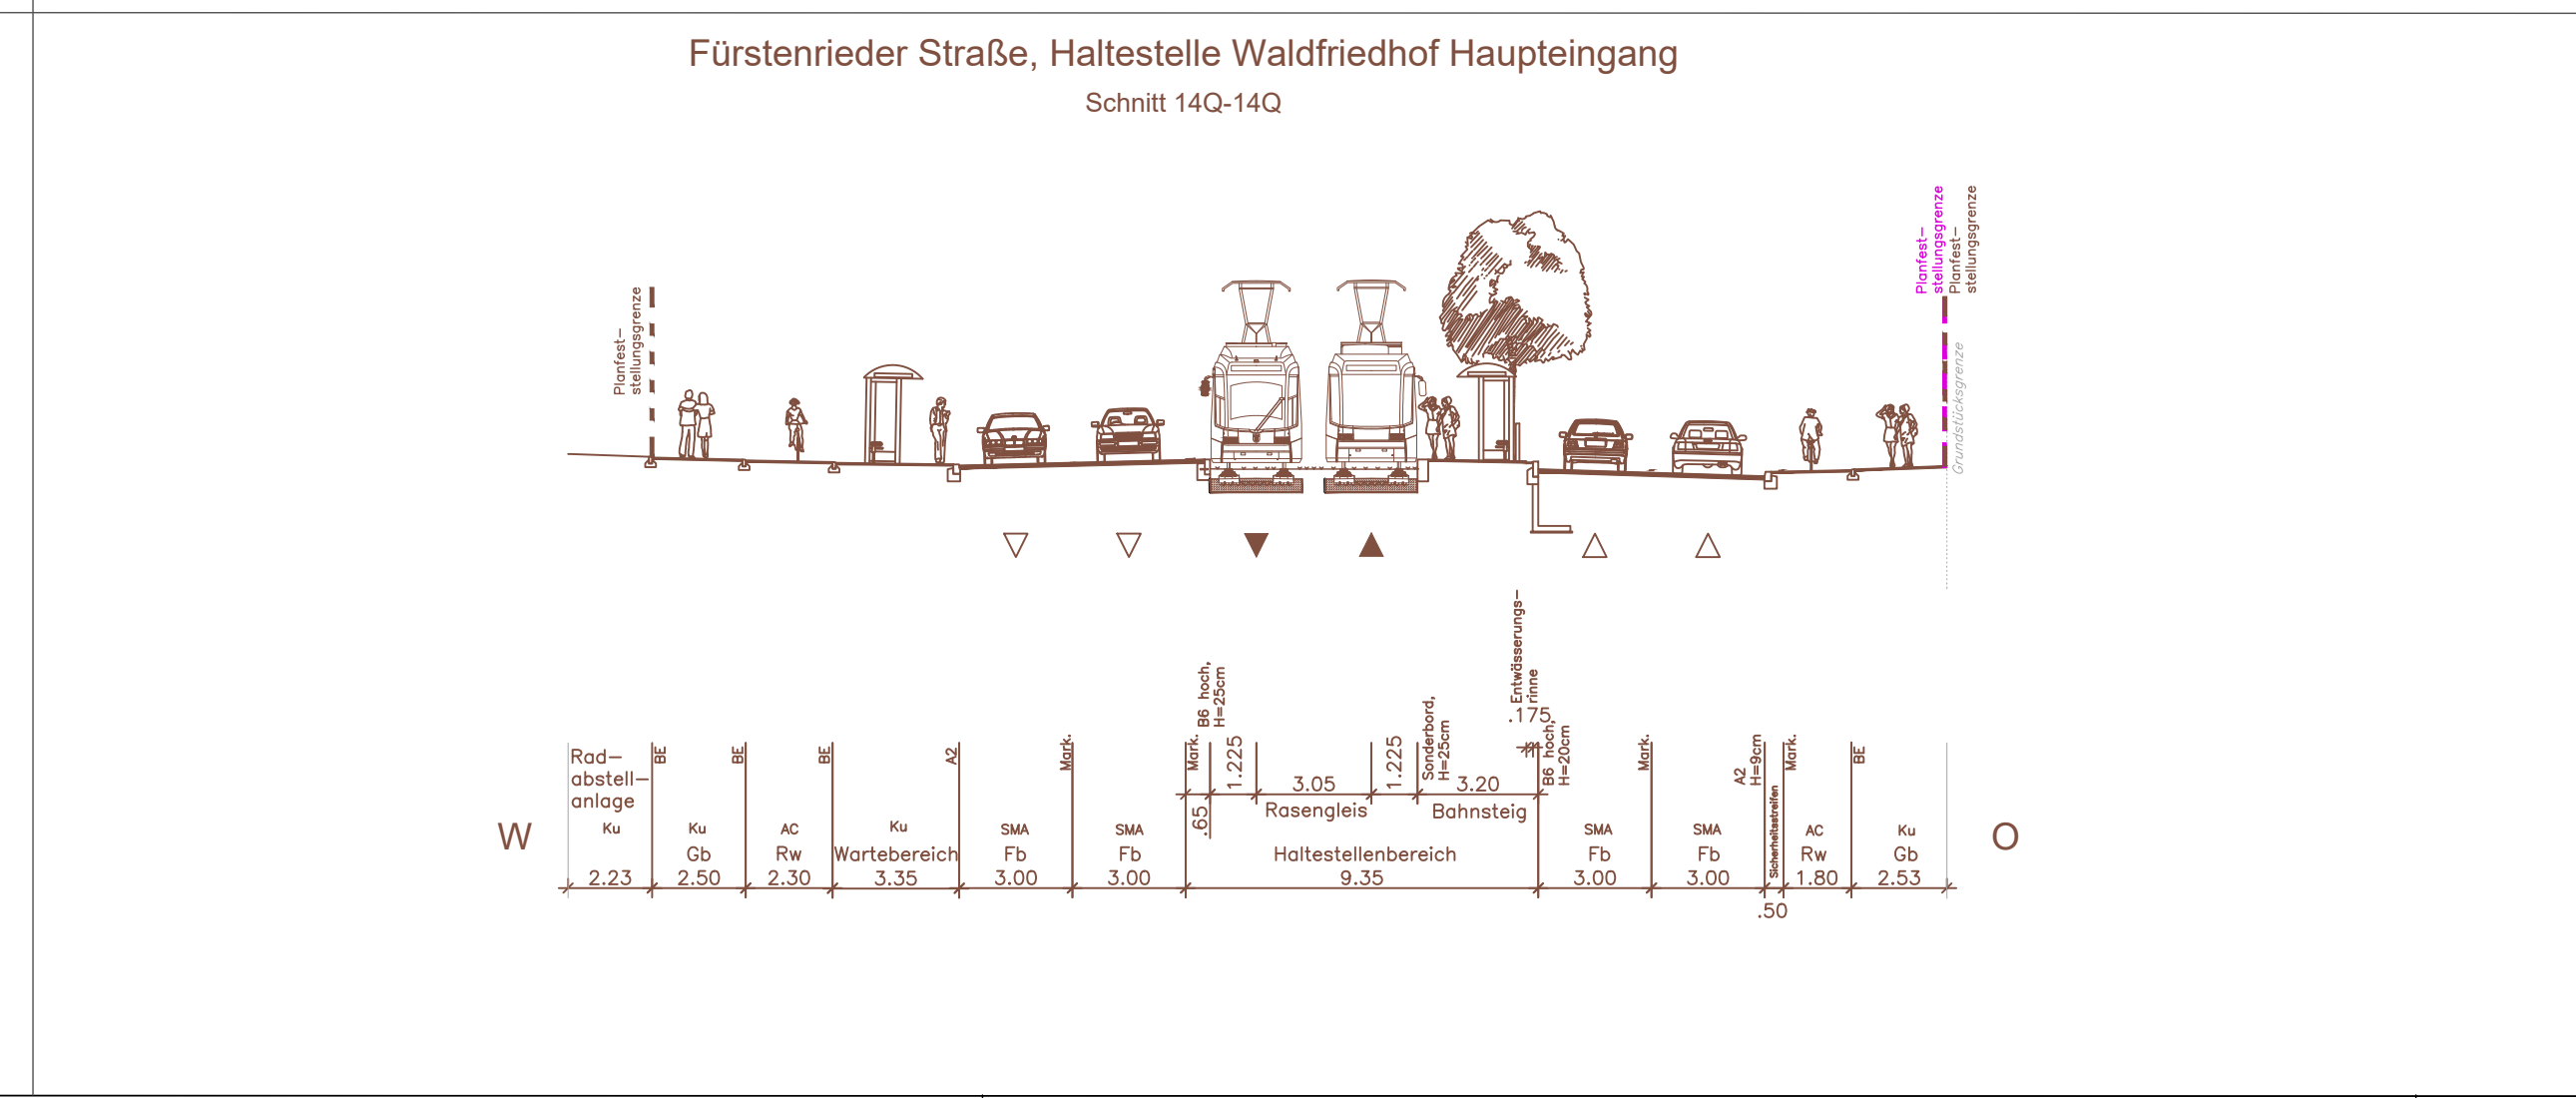 Fürstenrieder Straße, Haltestelle Waldfriedhof Haupteingang
Schnitt 14Q-14Q
Planfest-
stellungsgrenze
Planfest-
stellungsgrenze
Planfest-
stellungsgrenze
Grundstücksgrenze
W
Rad-
abstell-
anlage
Ku
2.23
BE
Ku
Gb
2.50
BE
AC
Rw
2.30
BE
Ku
Wartebereich
3.35
A2
SMA
Fb
3.00
Mark.
SMA
Fb
3.00
Mark.
B6 hoch,
H=25cm
.65
1.225
3.05
Rasengleis
1.225
Sonderbord,
H=25cm
3.20
Bahnsteig
Entwässerungs-
rinne
.175
B6 hoch,
H=20cm
Haltestellenbereich
9.35
SMA
Fb
3.00
Mark.
SMA
Fb
3.00
A2
H=9cm
Sicherheitsstreifen
.50
Mark.
AC
Rw
1.80
BE
Ku
Gb
2.53
O